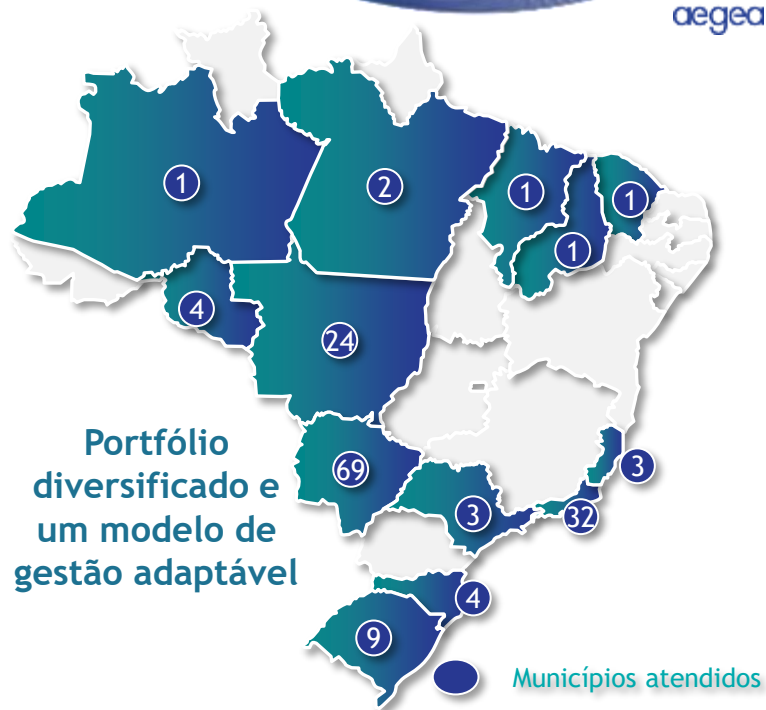 aegea
1
2
1
1
1
4
24
Portfólio
diversificado e
um modelo de
gestão adaptável
69
3
3
32
4
9
Municípios atendidos